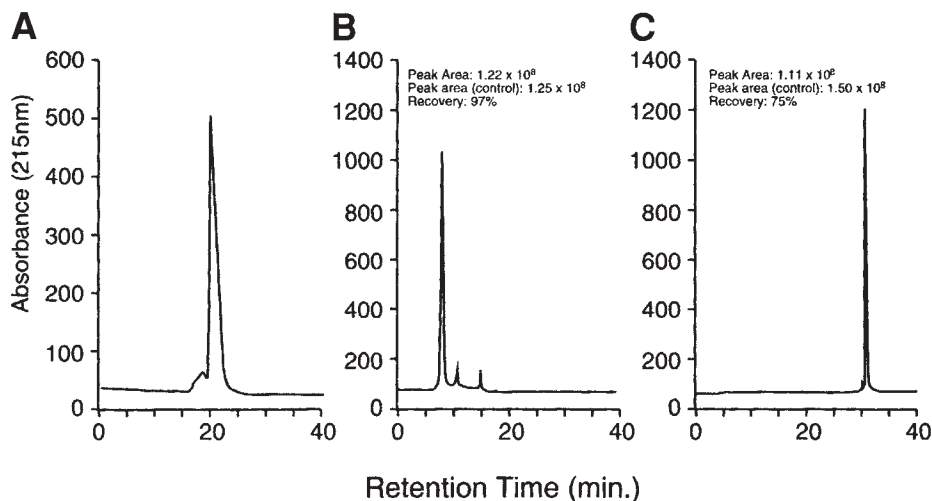 A
B
C
Absorbance (215nm)
600
500
400
300
200
100
0
0
20
40
1400
1200
1000
800
600
400
200
0
0
20
40
Peak Area: 1.22 x 10⁸
Peak area (control): 1.25 x 10⁸
Recovery: 97%
1400
1200
1000
800
600
400
200
0
0
20
40
Peak Area: 1.11 x 10⁸
Peak area (control): 1.50 x 10⁸
Recovery: 75%
Retention Time (min.)